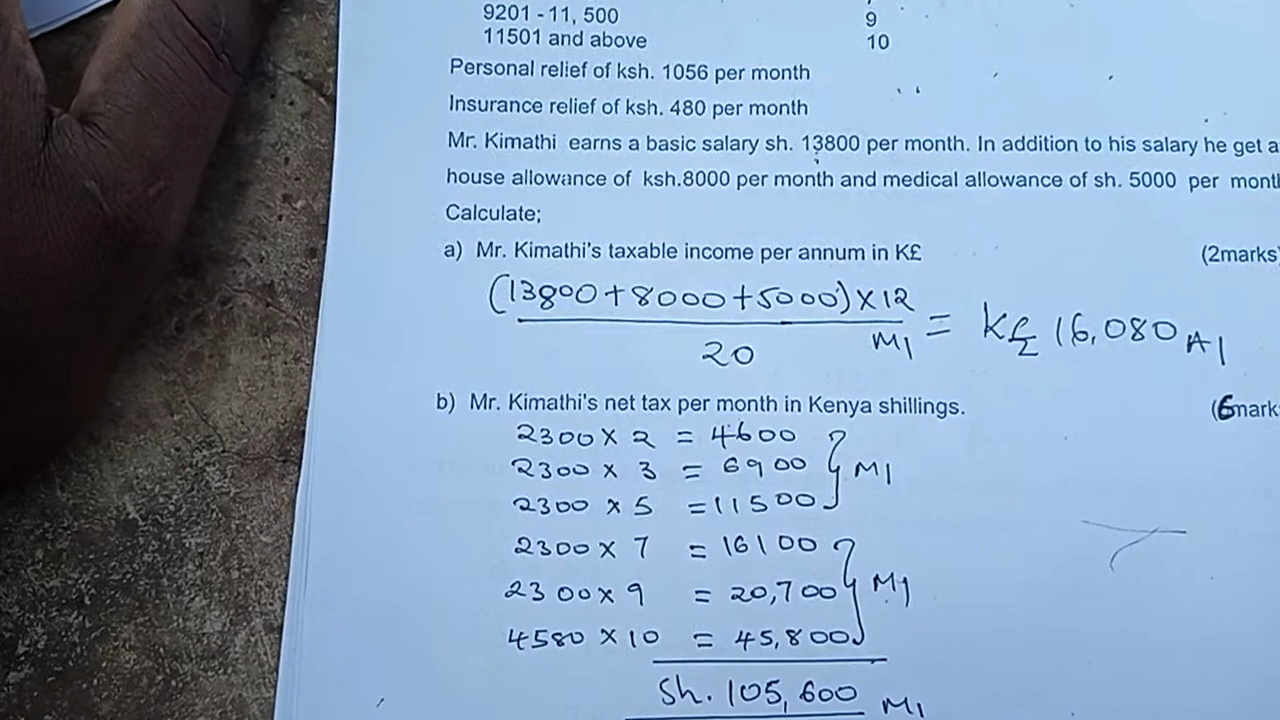 9201 - 11, 500 9
11501 and above 10
Personal relief of ksh. 1056 per month
Insurance relief of ksh. 480 per month
Mr. Kimathi earns a basic salary sh. 13800 per month. In addition to his salary he get a
house allowance of ksh.8000 per month and medical allowance of sh. 5000 per month
Calculate;
a) Mr. Kimathi's taxable income per annum in K£ (2marks)
(13800+8000+5000)×12
20 M1 = K£ 16,080 A1
b) Mr. Kimathi's net tax per month in Kenya shillings. (6mark
2300 × 2 = 4600
2300 × 3 = 6900 } M1
2300 × 5 = 11500
2300 × 7 = 16100
2300 × 9 = 20,700 } M1
4580 × 10 = 45,800
Sh. 105,600 M1